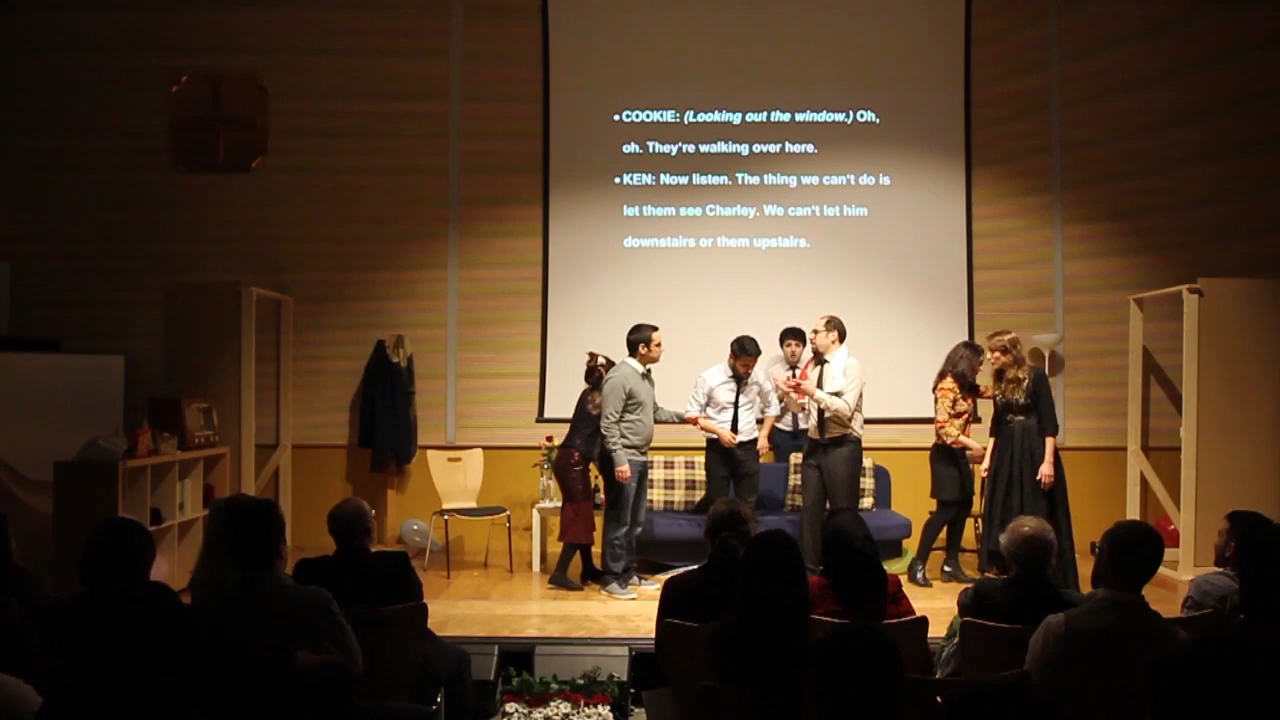 •COOKIE: (Looking out the window.) Oh,
oh. They're walking over here.
•KEN: Now listen. The thing we can't do is
let them see Charley. We can't let him
downstairs or them upstairs.